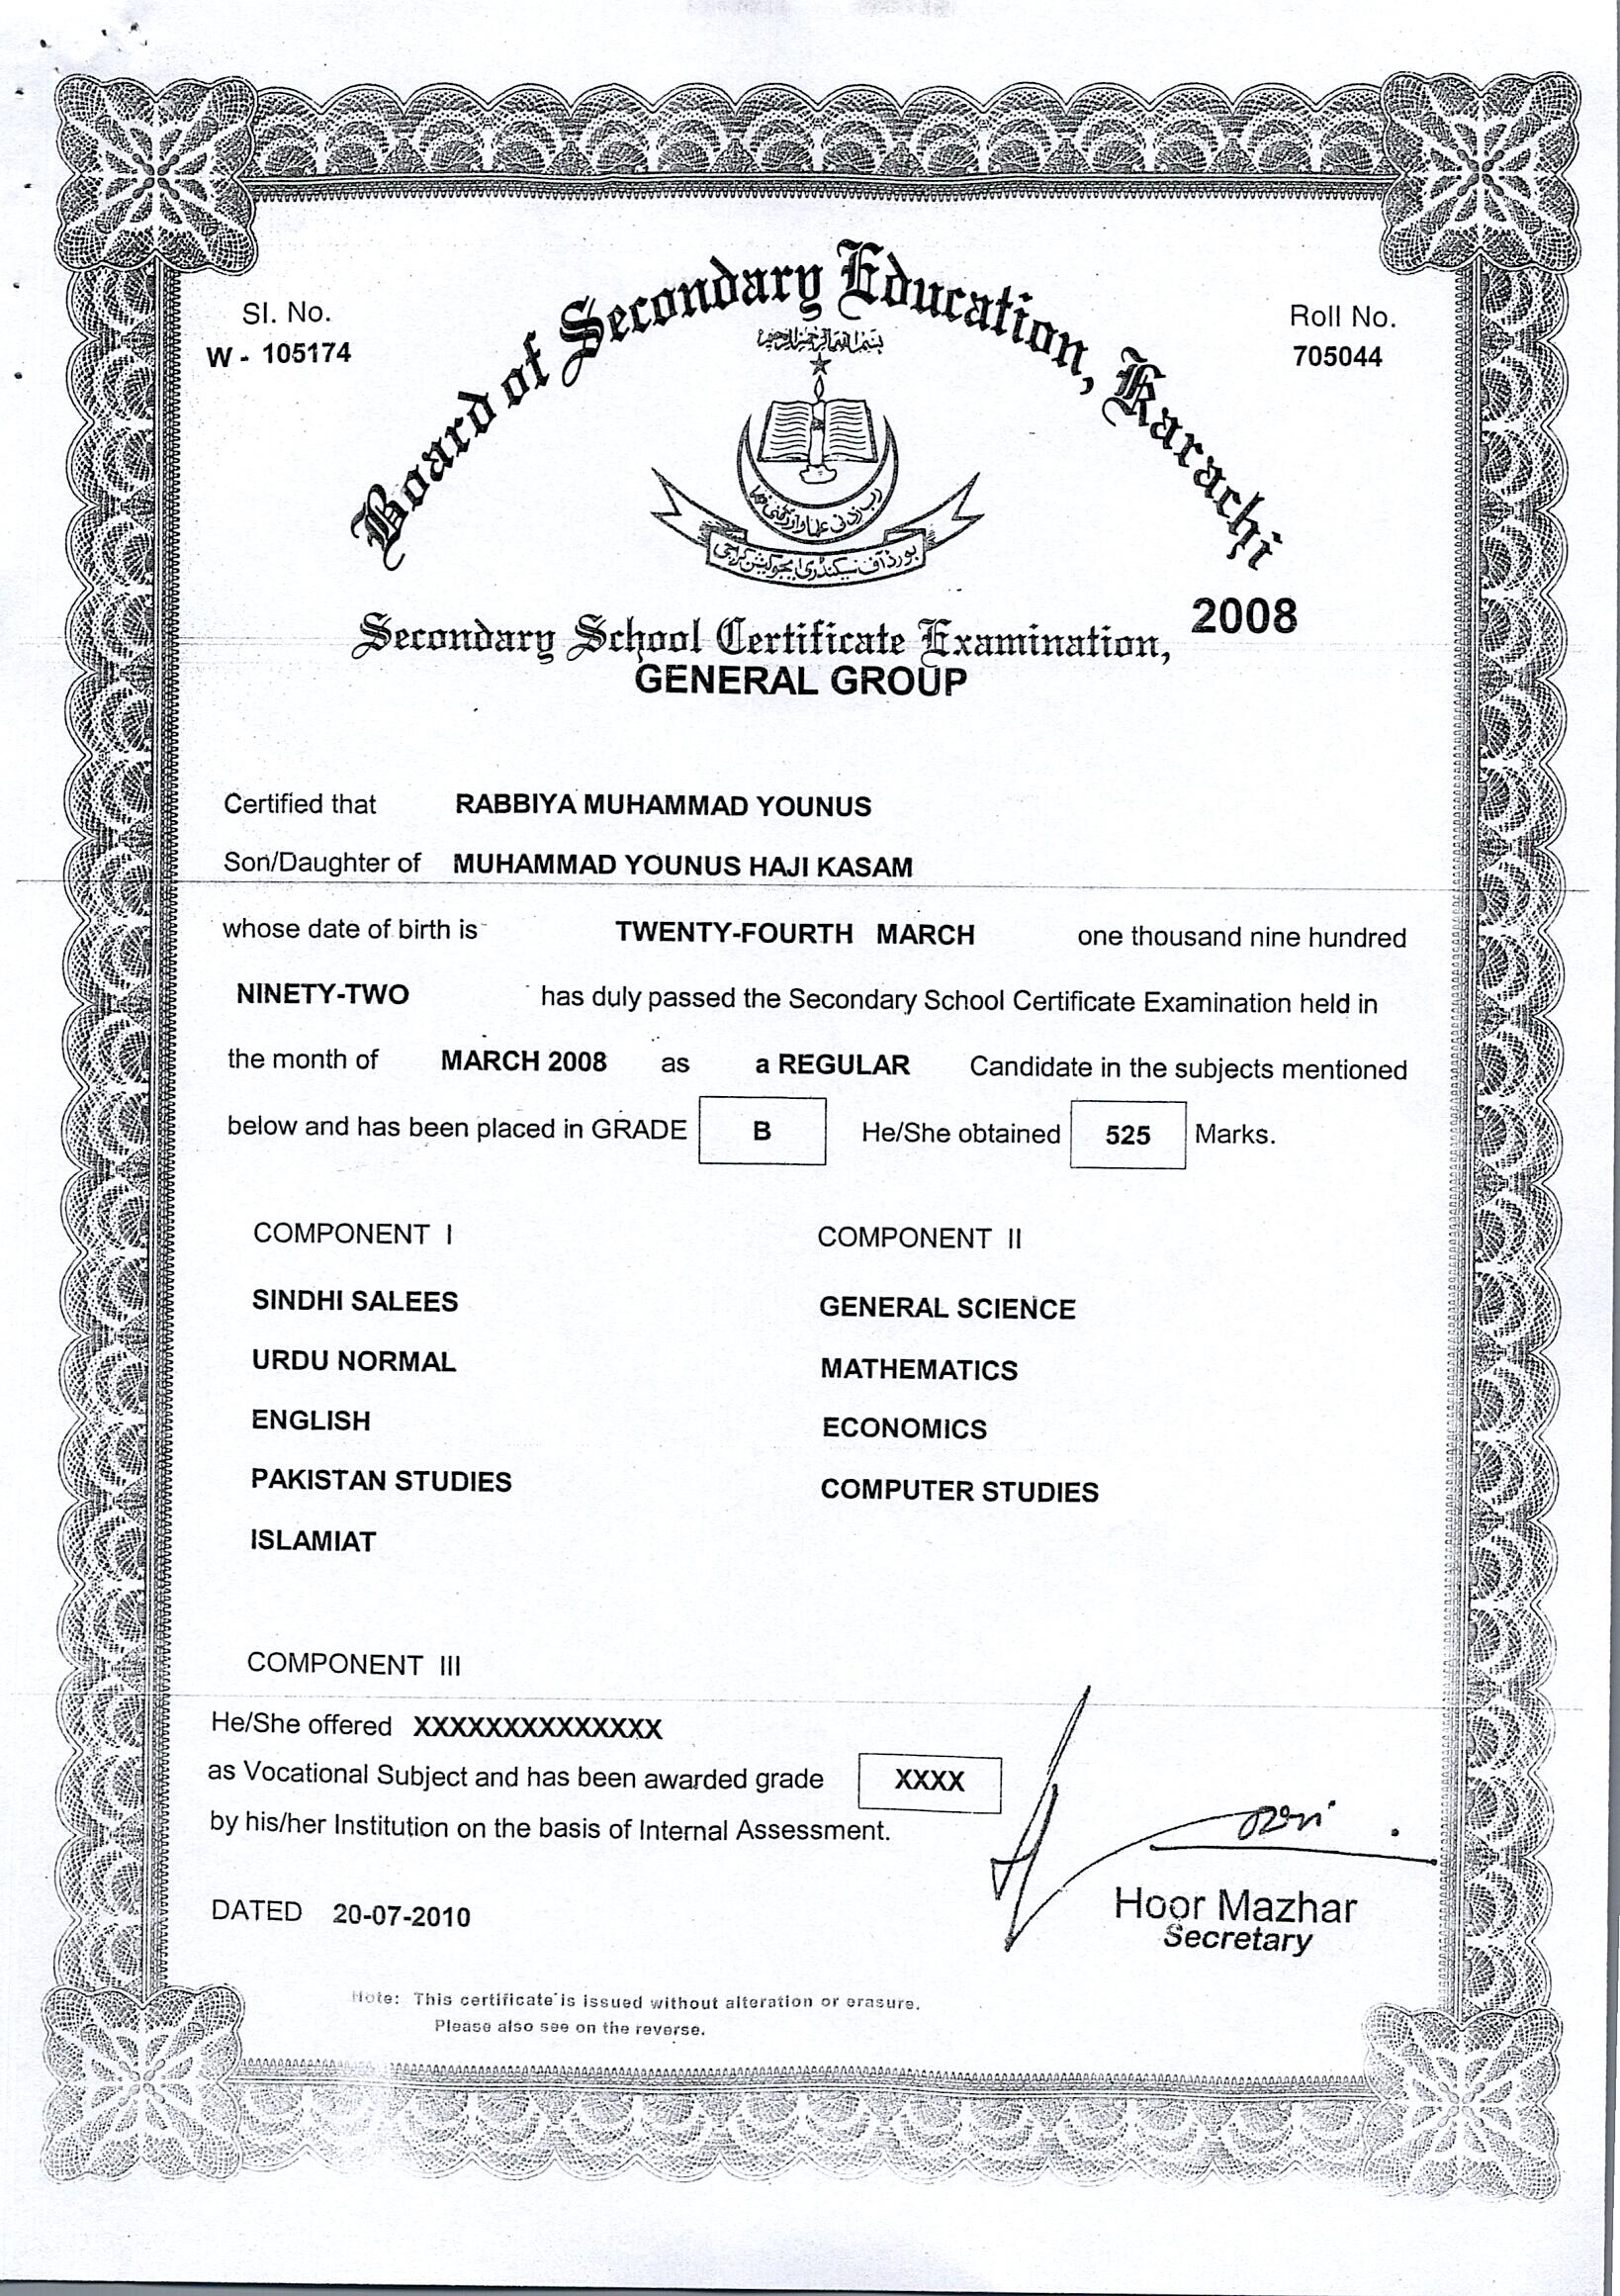 Sl. No.
W - 105174
Roll No.
705044
Board of Secondary Education, Karachi
بورڈ آف سیکنڈری ایجوکیشن کراچی
Secondary School Certificate Examination, 2008
GENERAL GROUP
Certified that RABBIYA MUHAMMAD YOUNUS
Son/Daughter of MUHAMMAD YOUNUS HAJI KASAM
whose date of birth is TWENTY-FOURTH MARCH one thousand nine hundred
NINETY-TWO has duly passed the Secondary School Certificate Examination held in
the month of MARCH 2008 as a REGULAR Candidate in the subjects mentioned
below and has been placed in GRADE B He/She obtained 525 Marks.
COMPONENT I
SINDHI SALEES
URDU NORMAL
ENGLISH
PAKISTAN STUDIES
ISLAMIAT
COMPONENT II
GENERAL SCIENCE
MATHEMATICS
ECONOMICS
COMPUTER STUDIES
COMPONENT III
He/She offered XXXXXXXXXXXXXX
as Vocational Subject and has been awarded grade XXXX
by his/her Institution on the basis of Internal Assessment.
DATED 20-07-2010
Hoor Mazhar
Secretary
Note: This certificate is issued without alteration or erasure.
Please also see on the reverse.